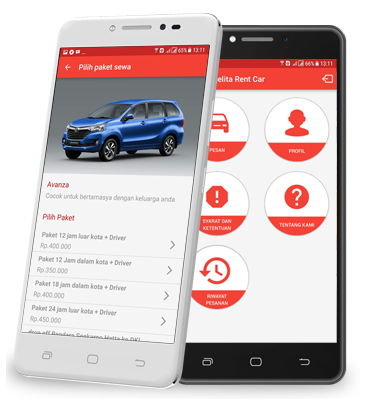 13:11
65%
← Pilih paket sewa
Avanza
Cocok untuk bertamasya dengan keluarga anda
Pilih Paket
Paket 12 jam luar kota + Driver
Rp.400.000
Paket 12 Jam dalam kota + Driver
Rp.350.000
Paket 18 jam dalam kota + Driver
Rp.400.000
Paket 24 jam luar kota + Driver
Rp.450.000
66% 13:11
elita Rent Car
PESAN
PROFIL
SYARAT DAN
KETENTUAN
TENTANG KAMI
RIWAYAT
PESANAN